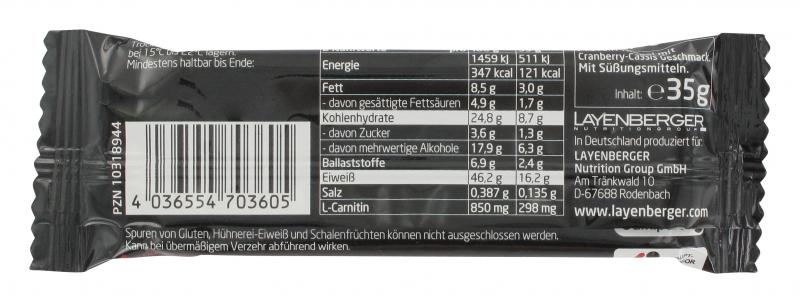 bei 15°C bis 22°C lagern.
Mindestens haltbar bis Ende:
PZN 10318944
4 036554 703605
1459 kJ 511 kJ
Energie
347 kcal 121 kcal
Fett 8,5 g 3,0 g
- davon gesättigte Fettsäuren 4,9 g 1,7 g
Kohlenhydrate 24,8 g 8,7 g
- davon Zucker 3,6 g 1,3 g
- davon mehrwertige Alkohole 17,9 g 6,3 g
Ballaststoffe 6,9 g 2,4 g
Eiweiß 46,2 g 16,2 g
Salz 0,387 g 0,135 g
L-Carnitin 850 mg 298 mg
Spuren von Gluten, Hühnerei-Eiweiß und Schalenfrüchten können nicht ausgeschlossen werden.
Kann bei übermäßigem Verzehr abführend wirken.
Cranberry-Cassis Geschmack.
Mit Süßungsmitteln.
Inhalt: ℮35g
LAYENBERGER
NUTRITIONGROUP
In Deutschland produziert für:
LAYENBERGER
Nutrition Group GmbH
Am Tränkwald 10
D-67688 Rodenbach
www.layenberger.com